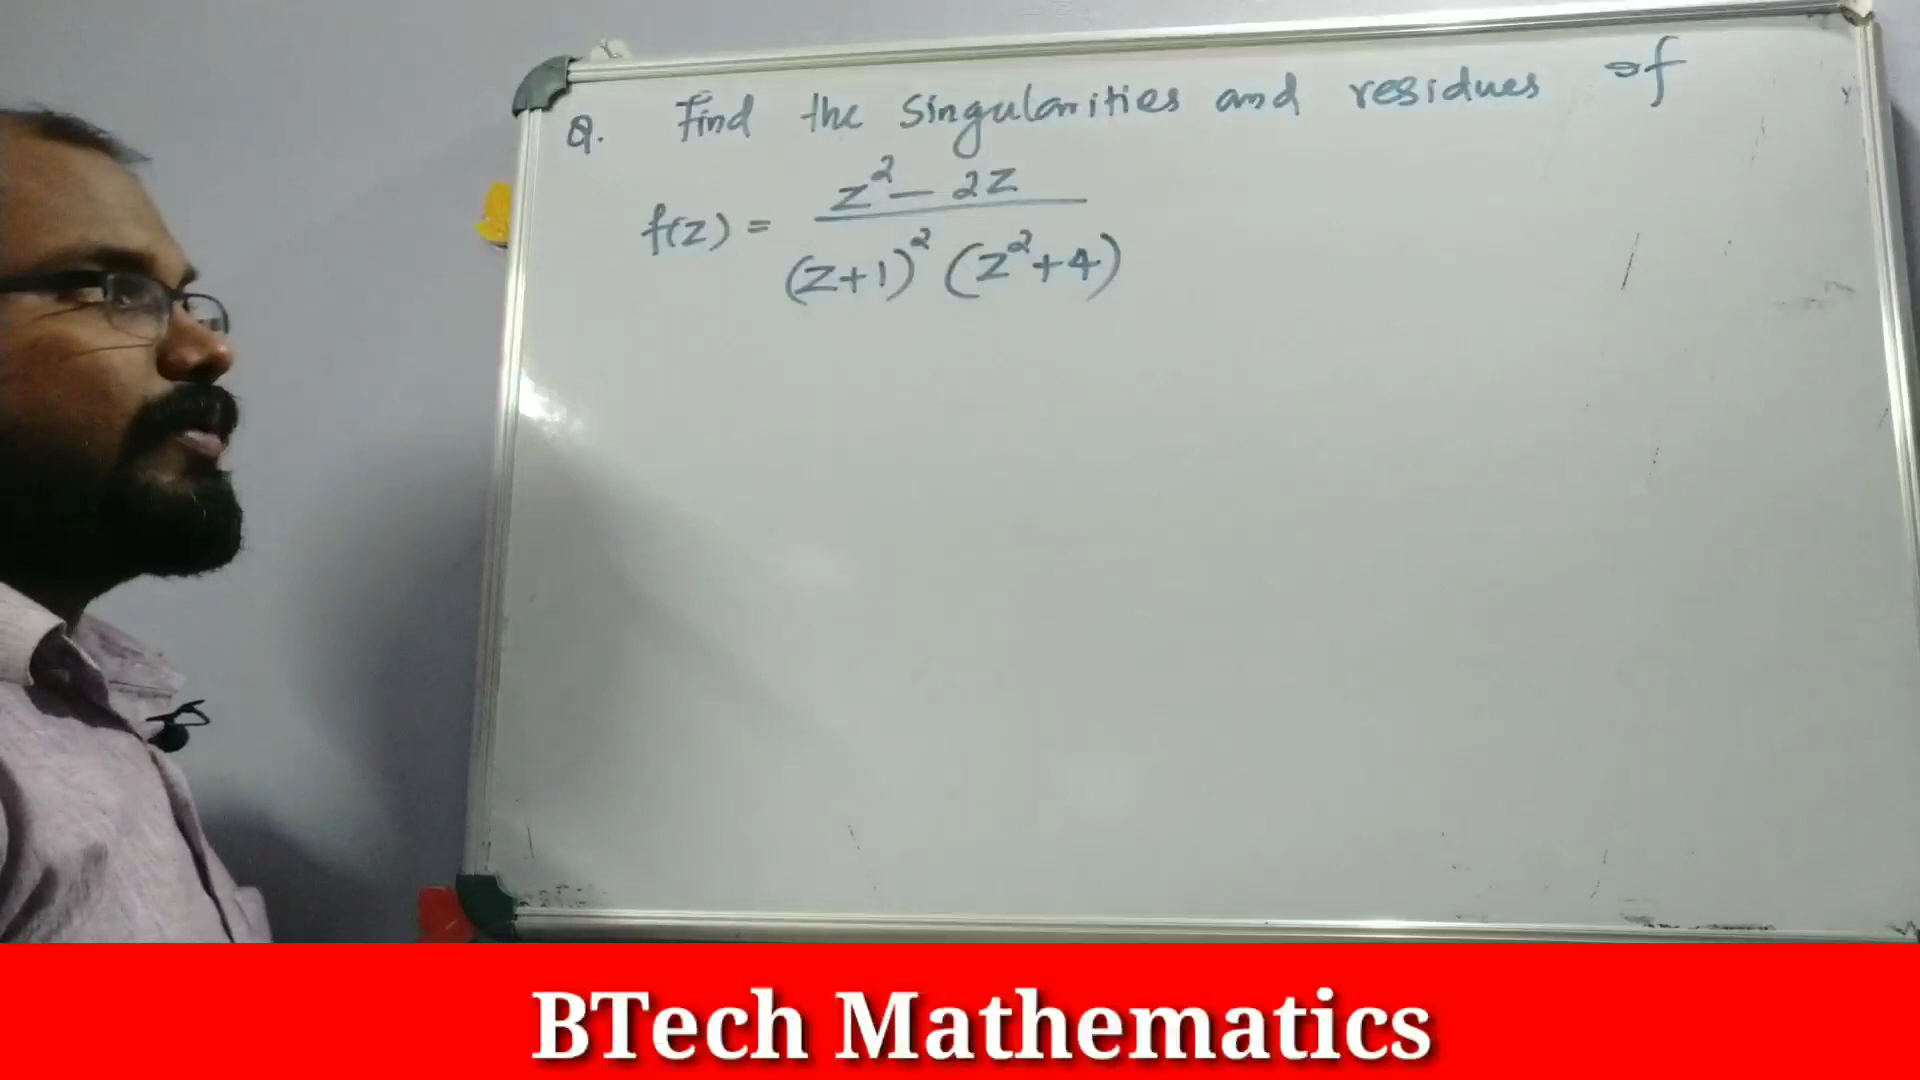 Q. Find the singularities and residues of
f(z) = z² - 2z / (z+1)² (z²+4)
BTech Mathematics